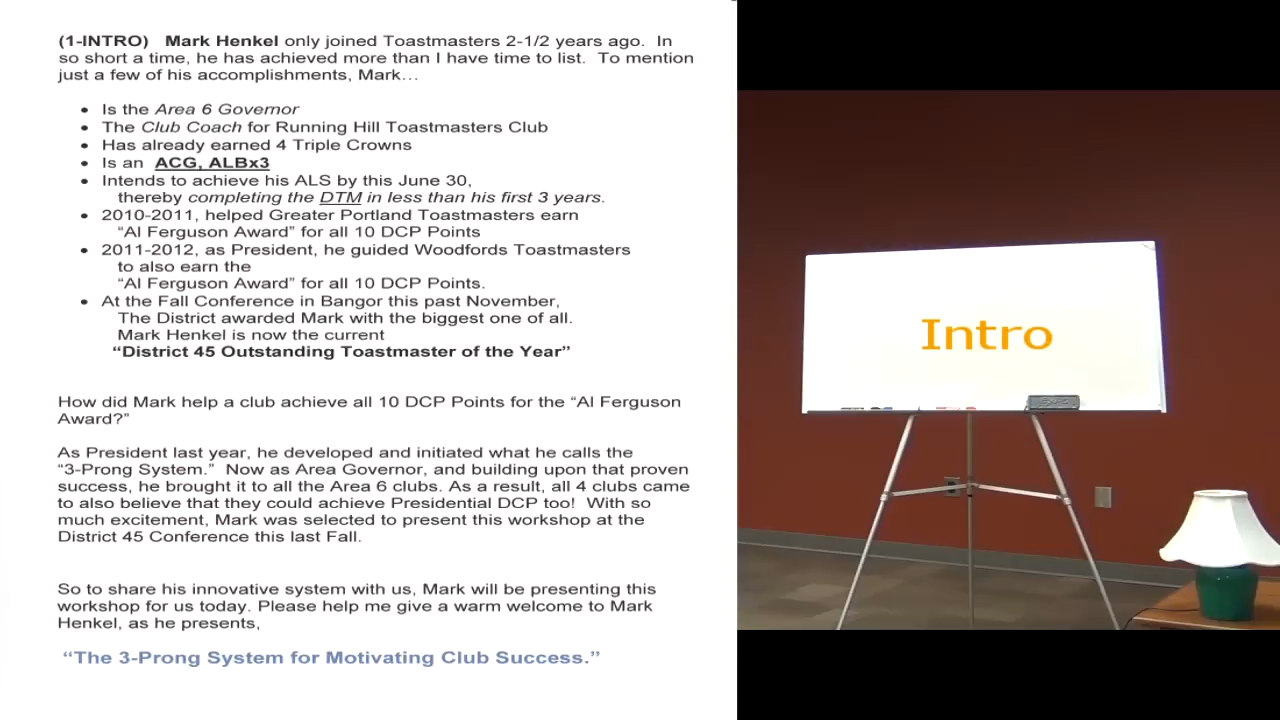 (1-INTRO) Mark Henkel only joined Toastmasters 2-1/2 years ago. In
so short a time, he has achieved more than I have time to list. To mention
just a few of his accomplishments, Mark…
• Is the Area 6 Governor
• The Club Coach for Running Hill Toastmasters Club
• Has already earned 4 Triple Crowns
• Is an ACG, ALBx3
• Intends to achieve his ALS by this June 30,
thereby completing the DTM in less than his first 3 years.
• 2010-2011, helped Greater Portland Toastmasters earn
“Al Ferguson Award” for all 10 DCP Points
• 2011-2012, as President, he guided Woodfords Toastmasters
to also earn the
“Al Ferguson Award” for all 10 DCP Points.
• At the Fall Conference in Bangor this past November,
The District awarded Mark with the biggest one of all.
Mark Henkel is now the current
“District 45 Outstanding Toastmaster of the Year”
How did Mark help a club achieve all 10 DCP Points for the “Al Ferguson
Award?”
As President last year, he developed and initiated what he calls the
“3-Prong System.” Now as Area Governor, and building upon that proven
success, he brought it to all the Area 6 clubs. As a result, all 4 clubs came
to also believe that they could achieve Presidential DCP too! With so
much excitement, Mark was selected to present this workshop at the
District 45 Conference this last Fall.
So to share his innovative system with us, Mark will be presenting this
workshop for us today. Please help me give a warm welcome to Mark
Henkel, as he presents,
“The 3-Prong System for Motivating Club Success.”
Intro